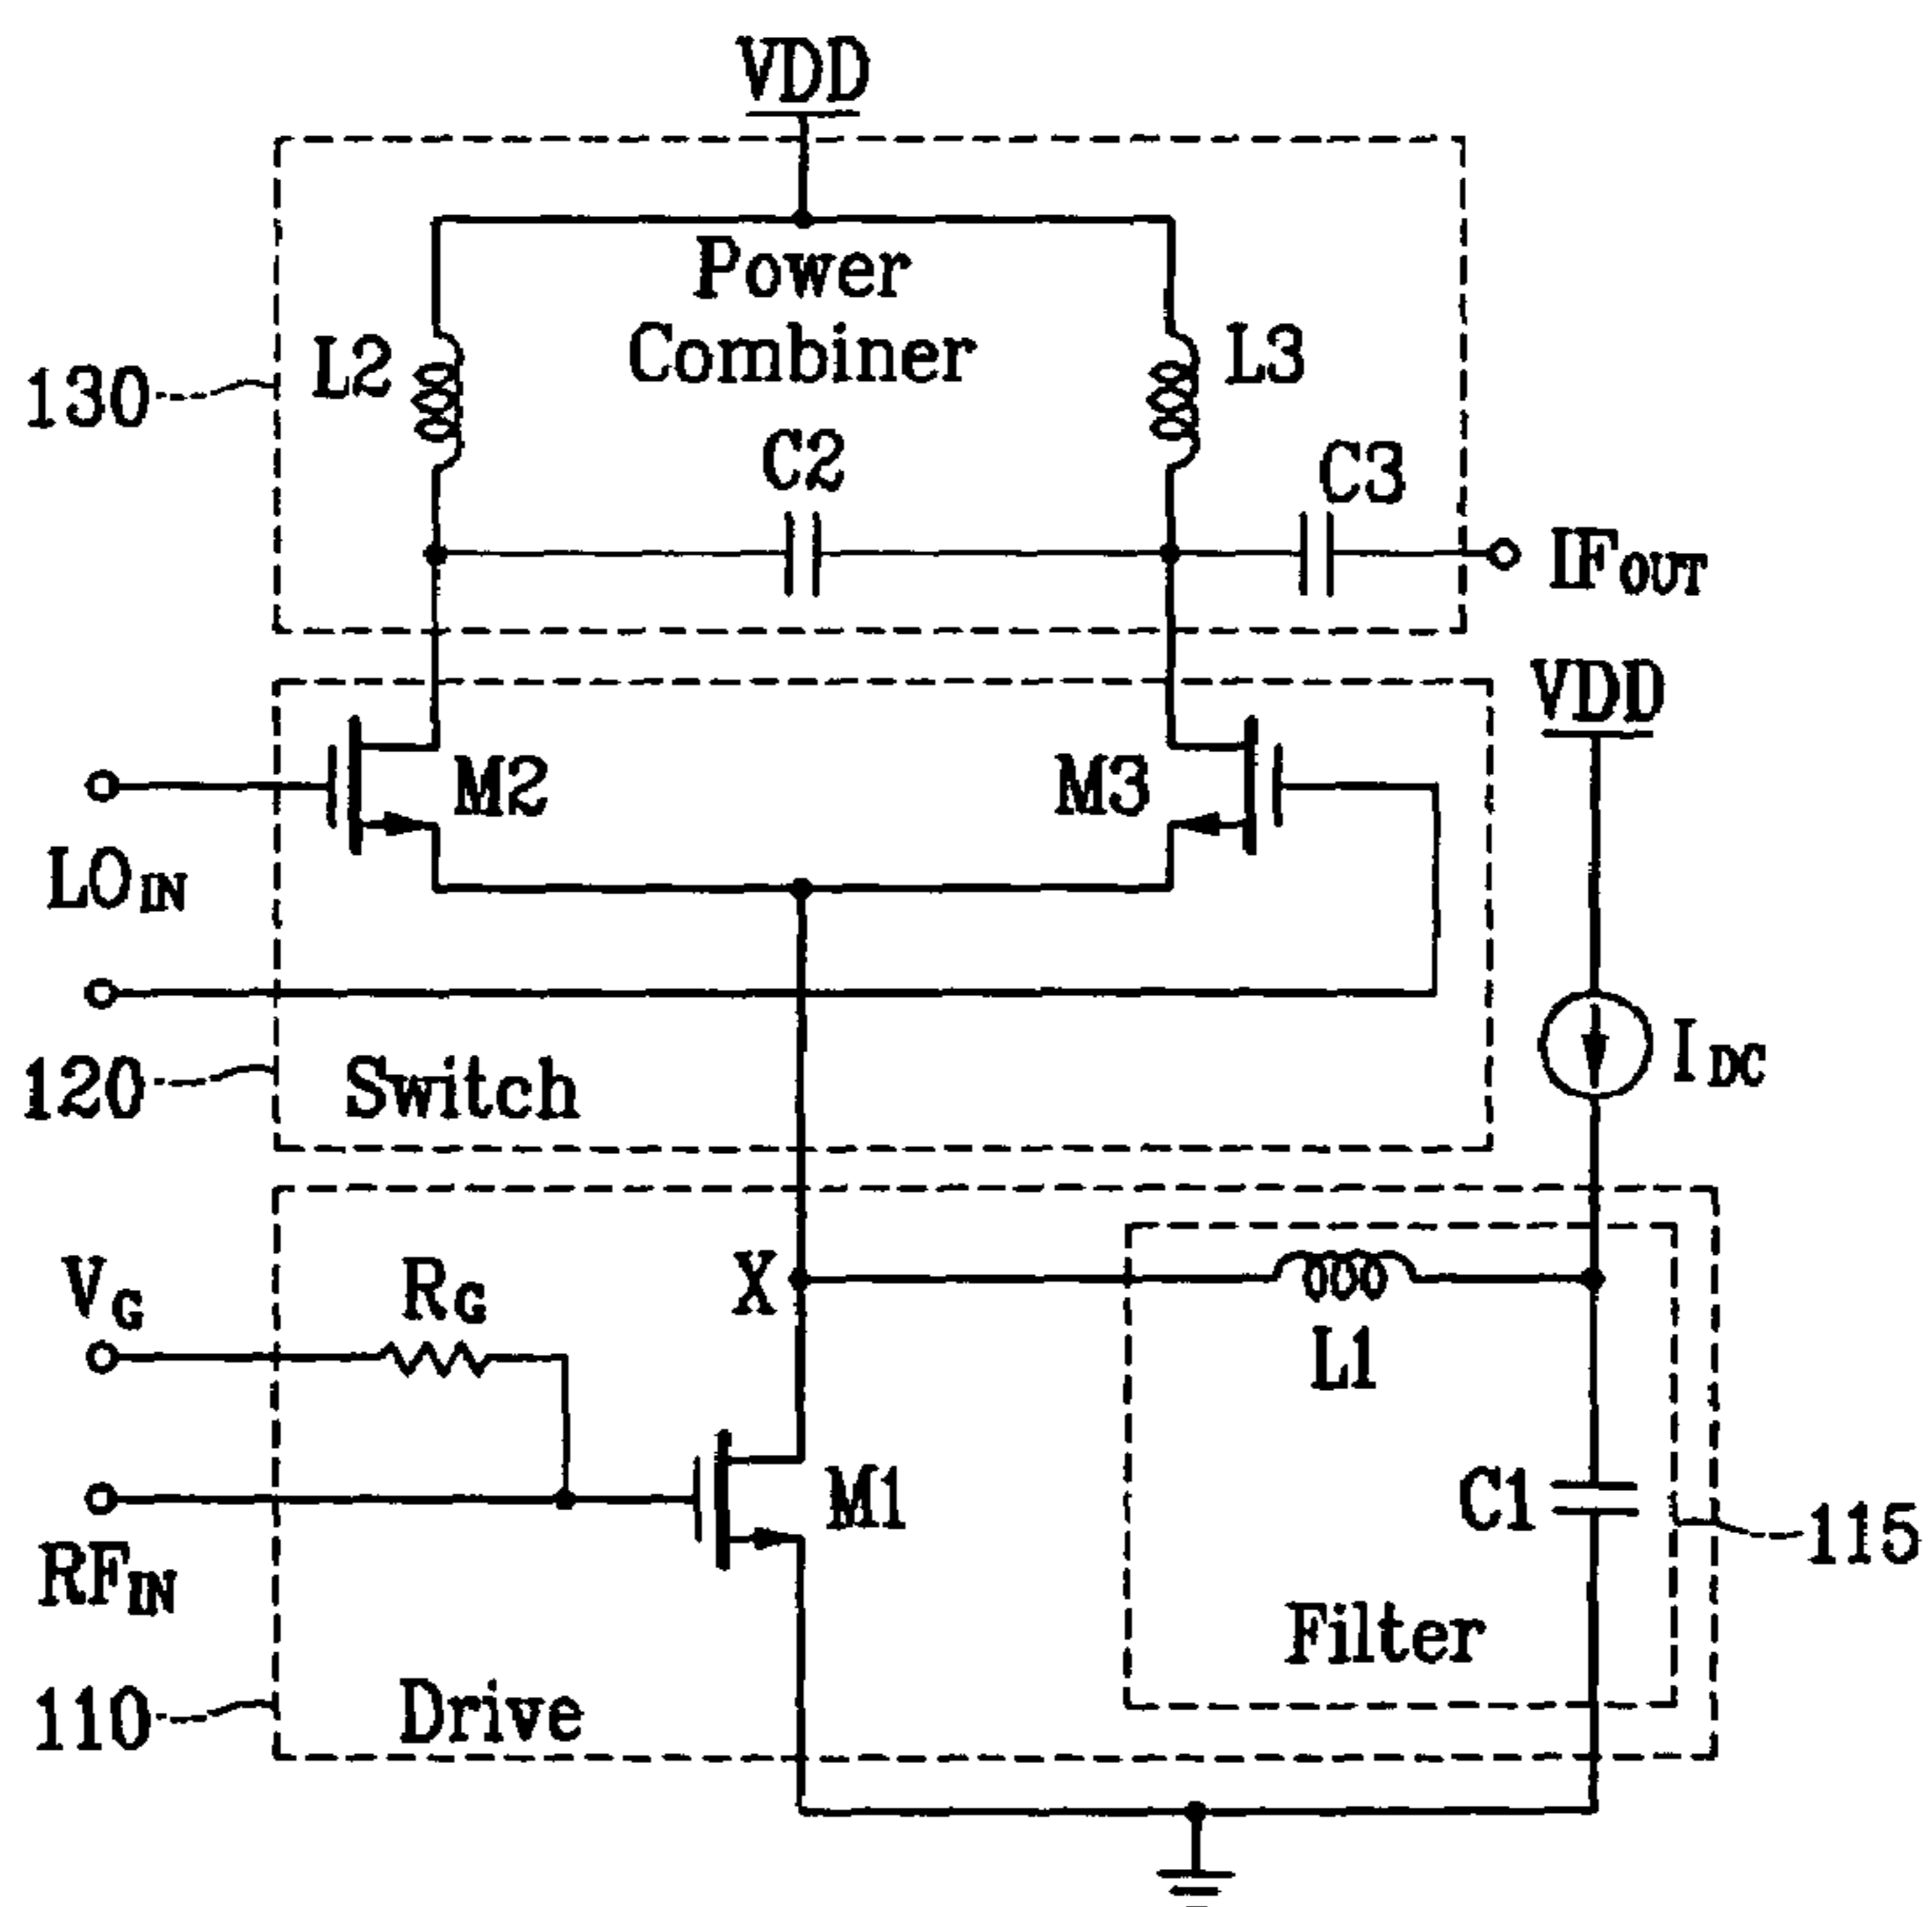 VDD
Power
Combiner
L2
L3
130
C2
C3
IFOUT
VDD
M2
M3
LOIN
IDC
120
Switch
VG
RG
X
L1
M1
C1
115
RFIN
Filter
110
Drive